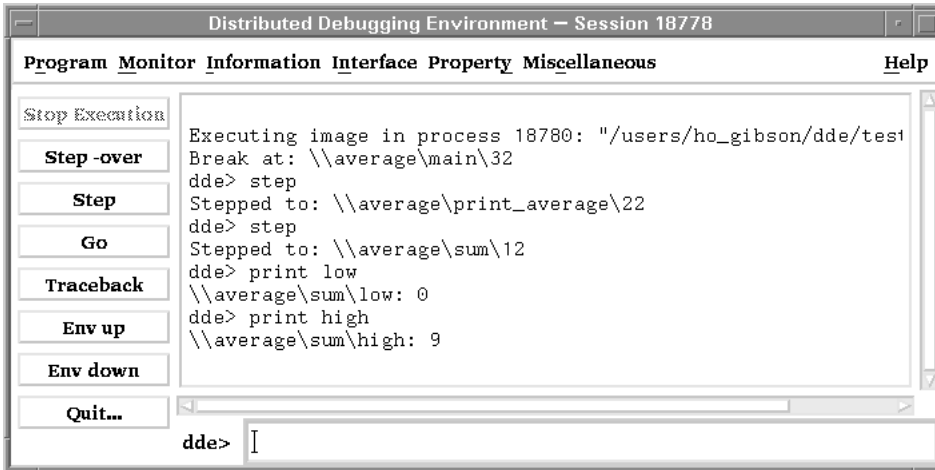 Distributed Debugging Environment — Session 18778
Program Monitor Information Interface Property Miscellaneous Help
Stop Execution
Step -over
Step
Go
Traceback
Env up
Env down
Quit...
Executing image in process 18780: "/users/ho_gibson/dde/test
Break at: \\average\main\32
dde> step
Stepped to: \\average\print_average\22
dde> step
Stepped to: \\average\sum\12
dde> print low
\\average\sum\low: 0
dde> print high
\\average\sum\high: 9
dde>